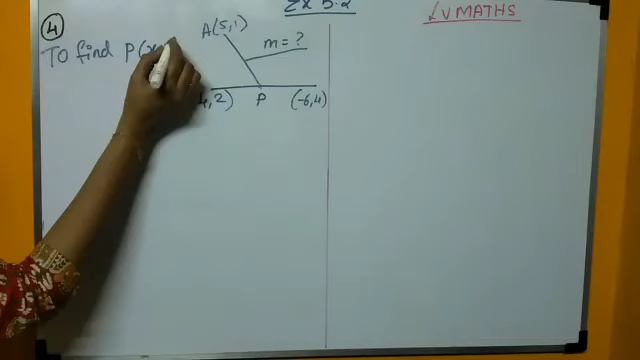 Ex 5.2
LV MATHS
4
A(5,1)
m = ?
To find P(x
4,2)
P
(-6,4)